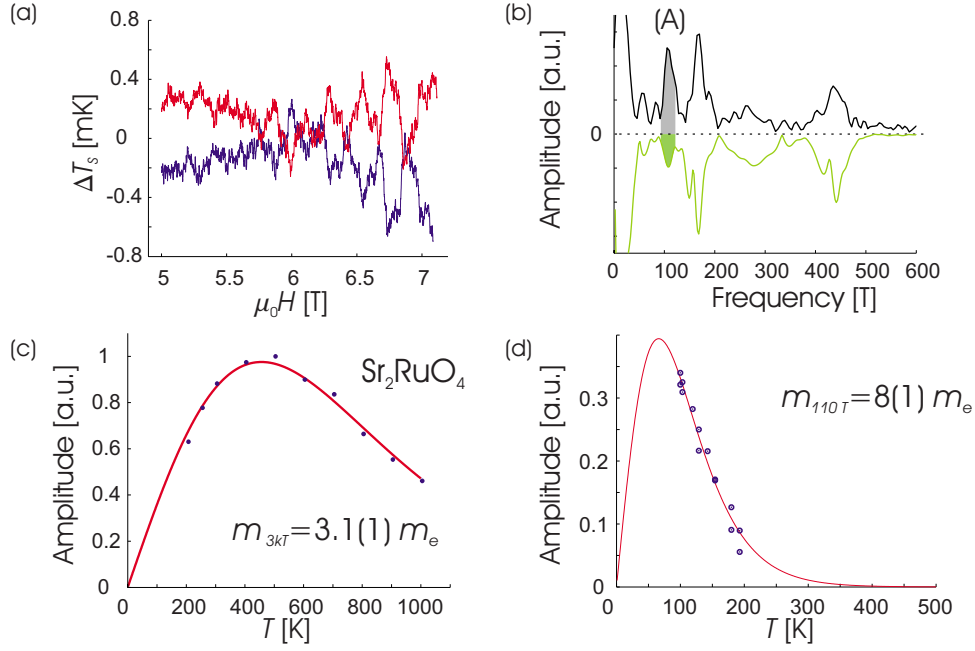 (a)
0.8
0.4
0
-0.4
-0.8
ΔTs [mK]
5
5.5
6
6.5
7
μ0H [T]
(b)
(A)
0
Amplitude [a.u.]
0
100
200
300
400
500
600
Frequency [T]
(c)
1
0.8
0.6
0.4
0.2
0
Amplitude [a.u.]
Sr2RuO4
m3kT=3.1(1) me
0
200
400
600
800
1000
T [K]
(d)
0.3
0.2
0.1
0
Amplitude [a.u.]
m110 T=8(1) me
0
100
200
300
400
500
T [K]